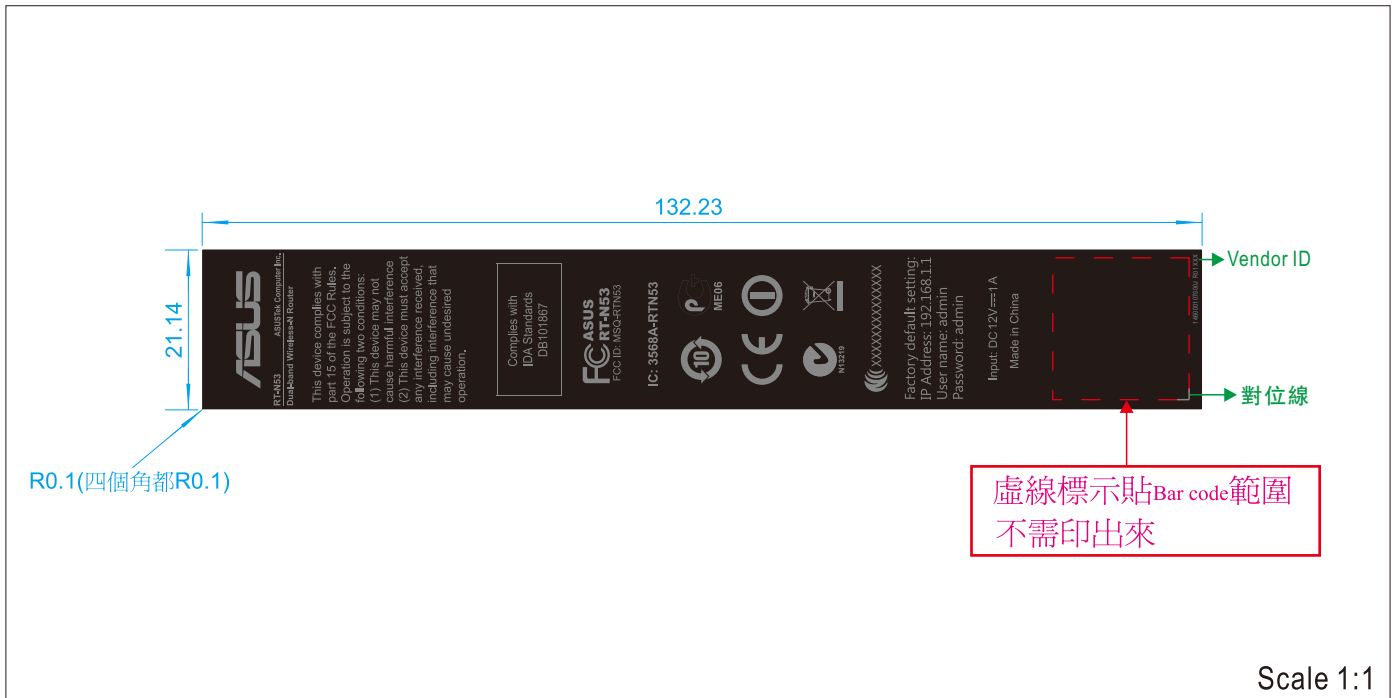 132.23
21.14
R0.1(四個角都R0.1)
ASUS
RT-N53 ASUSTek Computer Inc.
Dual-band Wireless-N Router
This device complies with
part 15 of the FCC Rules.
Operation is subject to the
following two conditions:
(1) This device may not
cause harmful interference
(2) This device must accept
any interference received,
including interference that
may cause undesired
operation.
Complies with
IDA Standards
DB101867
FC ASUS
RT-N53
FCC ID: MSQ-RTN53
IC: 3568A-RTN53
10
P
ME06
CE
N13219
XXXXXXXXXXXXXXX
Factory default setting:
IP Address: 192.168.1.1
User name: admin
Password: admin
Input: DC12V⎓1A
Made in China
Vendor ID
對位線
虛線標示貼Bar code範圍
不需印出來
Scale 1:1